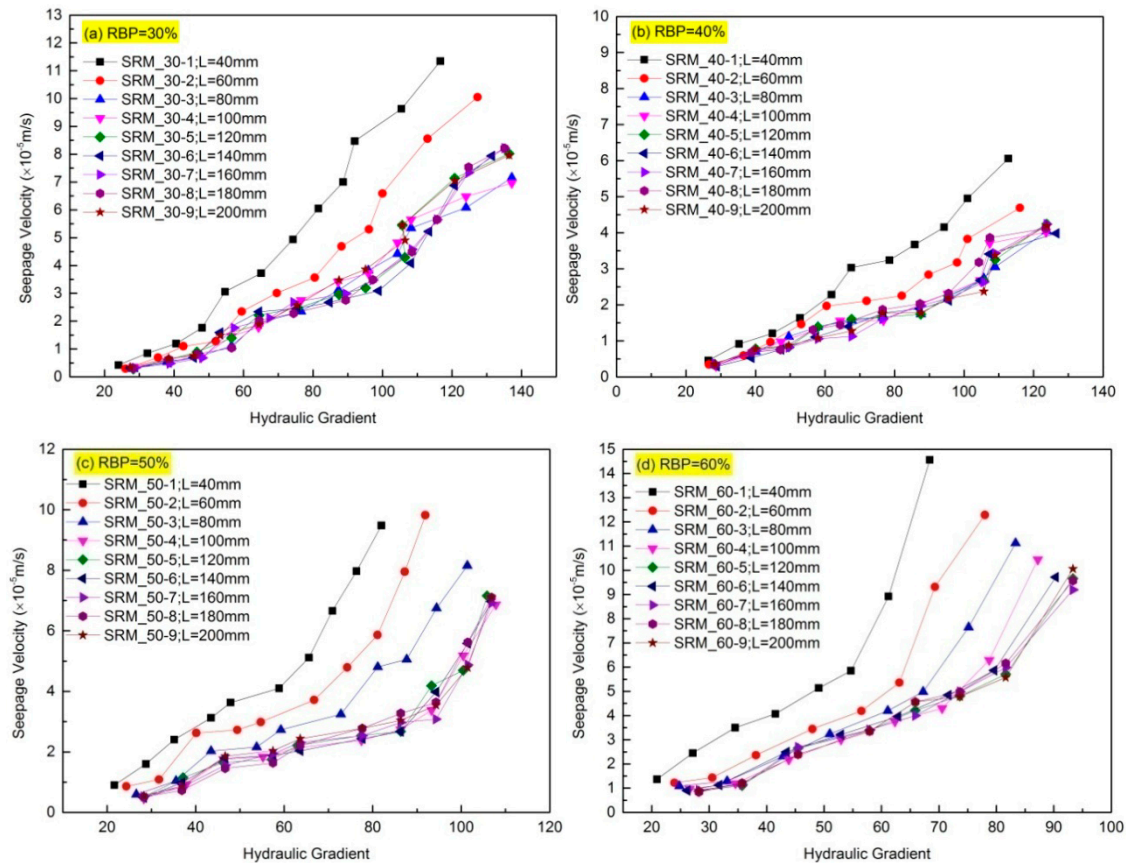 (a) RBP=30%
SRM_30-1;L=40mm
SRM_30-2;L=60mm
SRM_30-3;L=80mm
SRM_30-4;L=100mm
SRM_30-5;L=120mm
SRM_30-6;L=140mm
SRM_30-7;L=160mm
SRM_30-8;L=180mm
SRM_30-9;L=200mm
Seepage Velocity (×10⁻⁵m/s)
13
12
11
10
9
8
7
6
5
4
3
2
1
0
0 20 40 60 80 100 120 140 160
Hydraulic Gradient
(b) RBP=40%
SRM_40-1;L=40mm
SRM_40-2;L=60mm
SRM_40-3;L=80mm
SRM_40-4;L=100mm
SRM_40-5;L=120mm
SRM_40-6;L=140mm
SRM_40-7;L=160mm
SRM_40-8;L=180mm
SRM_40-9;L=200mm
Seepage Velocity (×10⁻⁵m/s)
10
9
8
7
6
5
4
3
2
1
0
0 20 40 60 80 100 120 140
Hydraulic Gradient
(c) RBP=50%
SRM_50-1;L=40mm
SRM_50-2;L=60mm
SRM_50-3;L=80mm
SRM_50-4;L=100mm
SRM_50-5;L=120mm
SRM_50-6;L=140mm
SRM_50-7;L=160mm
SRM_50-8;L=180mm
SRM_50-9;L=200mm
Seepage Velocity (×10⁻⁵m/s)
12
10
8
6
4
2
0
0 20 40 60 80 100 120
Hydraulic Gradient
(d) RBP=60%
SRM_60-1;L=40mm
SRM_60-2;L=60mm
SRM_60-3;L=80mm
SRM_60-4;L=100mm
SRM_60-5;L=120mm
SRM_60-6;L=140mm
SRM_60-7;L=160mm
SRM_60-8;L=180mm
SRM_60-9;L=200mm
Seepage Velocity (×10⁻⁵m/s)
15
14
13
12
11
10
9
8
7
6
5
4
3
2
1
0
20 30 40 50 60 70 80 90 100
Hydraulic Gradient